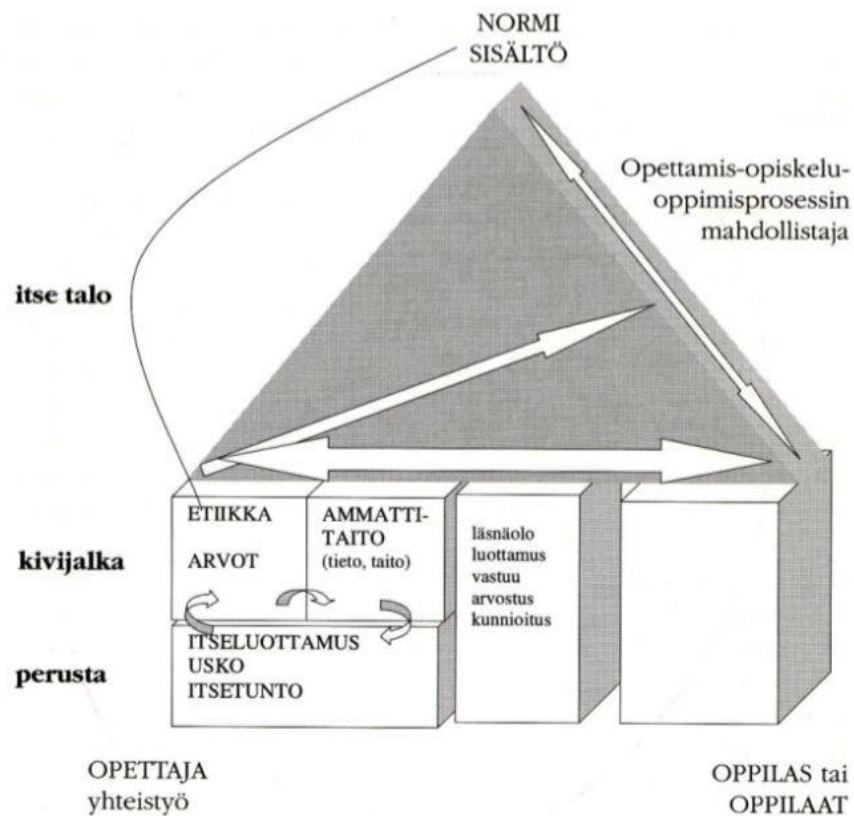 NORMI
SISÄLTÖ
Opettamis-opiskelu-
oppimisprosessin
mahdollistaja
itse talo
ETIIKKA
ARVOT
AMMATTI-
TAITO
(tieto, taito)
läsnäolo
luottamus
vastuu
arvostus
kunnioitus
kivijalka
ITSELUOTTAMUS
USKO
ITSETUNTO
perusta
OPETTAJA
yhteistyö
OPPILAS tai
OPPILAAT